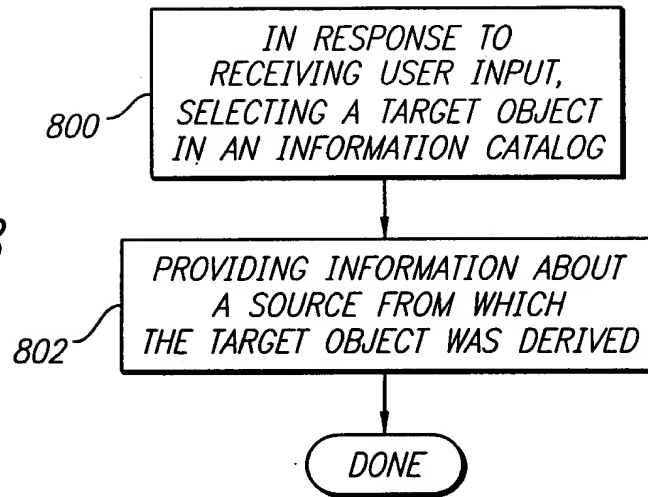 IN RESPONSE TO
RECEIVING USER INPUT,
SELECTING A TARGET OBJECT
IN AN INFORMATION CATALOG
800
PROVIDING INFORMATION ABOUT
A SOURCE FROM WHICH
THE TARGET OBJECT WAS DERIVED
802
DONE